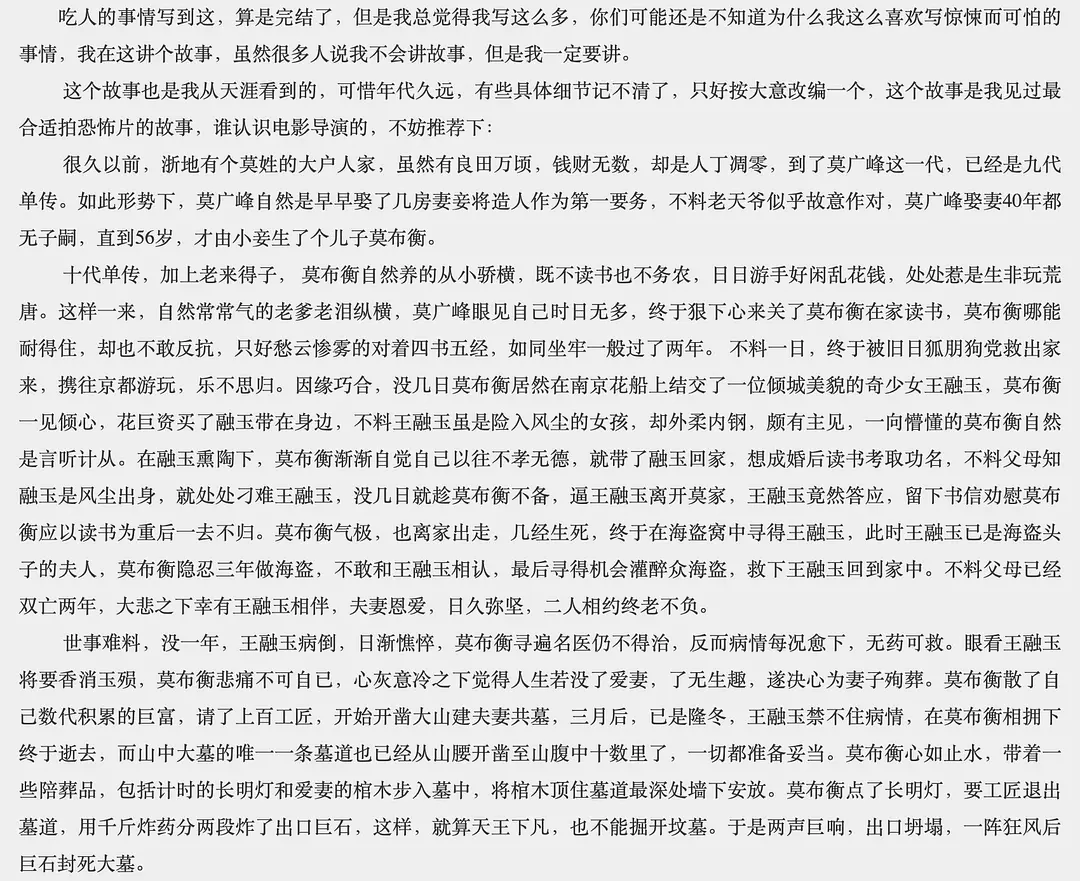 吃人的事情写到这，算是完结了，但是我总觉得我写这么多，你们可能还是不知道为什么我这么喜欢写惊悚而可怕的
事情，我在这讲个故事，虽然很多人说我不会讲故事，但是我一定要讲。
这个故事也是我从天涯看到的，可惜年代久远，有些具体细节记不清了，只好按大意改编一个，这个故事是我见过最
合适拍恐怖片的故事，谁认识电影导演的，不妨推荐下：
很久以前，浙地有个莫姓的大户人家，虽然有良田万顷，钱财无数，却是人丁凋零，到了莫广峰这一代，已经是九代
单传。如此形势下，莫广峰自然是早早娶了几房妻妾将造人作为第一要务，不料老天爷似乎故意作对，莫广峰娶妻40年都
无子嗣，直到56岁，才由小妾生了个儿子莫布衡。
十代单传，加上老来得子， 莫布衡自然养的从小骄横，既不读书也不务农，日日游手好闲乱花钱，处处惹是生非玩荒
唐。这样一来，自然常常气的老爹老泪纵横，莫广峰眼见自己时日无多，终于狠下心来关了莫布衡在家读书，莫布衡哪能
耐得住，却也不敢反抗，只好愁云惨雾的对着四书五经，如同坐牢一般过了两年。 不料一日，终于被旧日狐朋狗党救出家
来，携往京都游玩，乐不思归。因缘巧合，没几日莫布衡居然在南京花船上结交了一位倾城美貌的奇少女王融玉，莫布衡
一见倾心，花巨资买了融玉带在身边，不料王融玉虽是险入风尘的女孩，却外柔内钢，颇有主见，一向懵懂的莫布衡自然
是言听计从。在融玉熏陶下，莫布衡渐渐自觉自己以往不孝无德，就带了融玉回家，想成婚后读书考取功名，不料父母知
融玉是风尘出身，就处处刁难王融玉，没几日就趁莫布衡不备，逼王融玉离开莫家，王融玉竟然答应，留下书信劝慰莫布
衡应以读书为重后一去不归。莫布衡气极，也离家出走，几经生死，终于在海盗窝中寻得王融玉，此时王融玉已是海盗头
子的夫人，莫布衡隐忍三年做海盗，不敢和王融玉相认，最后寻得机会灌醉众海盗，救下王融玉回到家中。不料父母已经
双亡两年，大悲之下幸有王融玉相伴，夫妻恩爱，日久弥坚，二人相约终老不负。
世事难料，没一年，王融玉病倒，日渐憔悴，莫布衡寻遍名医仍不得治，反而病情每况愈下，无药可救。眼看王融玉
将要香消玉殒，莫布衡悲痛不可自已，心灰意冷之下觉得人生若没了爱妻，了无生趣，遂决心为妻子殉葬。莫布衡散了自
己数代积累的巨富，请了上百工匠，开始开凿大山建夫妻共墓，三月后，已是隆冬，王融玉禁不住病情，在莫布衡相拥下
终于逝去，而山中大墓的唯一一条墓道也已经从山腰开凿至山腹中十数里了，一切都准备妥当。莫布衡心如止水，带着一
些陪葬品，包括计时的长明灯和爱妻的棺木步入墓中，将棺木顶住墓道最深处墙下安放。莫布衡点了长明灯，要工匠退出
墓道，用千斤炸药分两段炸了出口巨石，这样，就算天王下凡，也不能掘开坟墓。于是两声巨响，出口坍塌，一阵狂风后
巨石封死大墓。